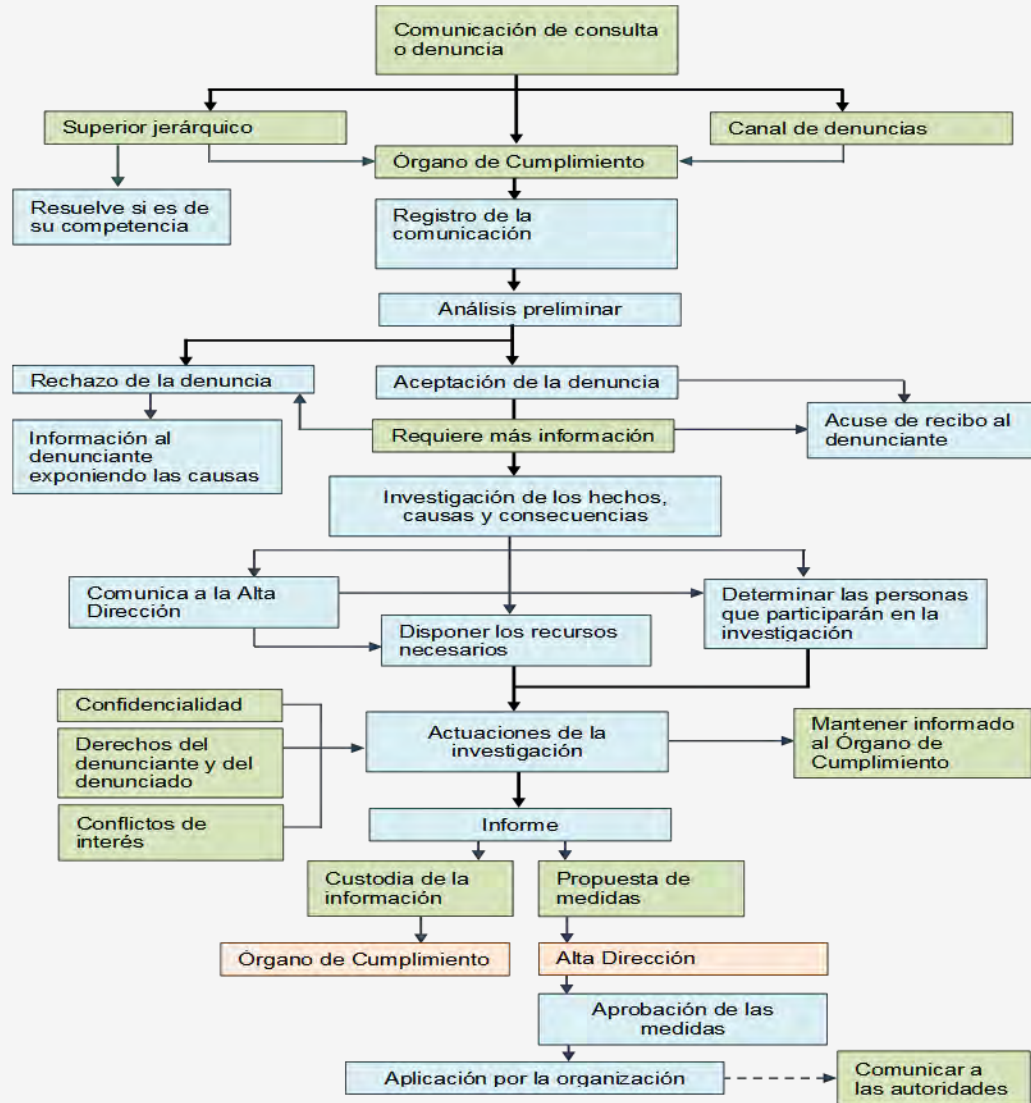 Comunicación de consulta
o denuncia
Superior jerárquico
Canal de denuncias
Órgano de Cumplimiento
Resuelve si es de
su competencia
Registro de la
comunicación
Análisis preliminar
Rechazo de la denuncia
Aceptación de la denuncia
Acuse de recibo al
denunciante
Requiere más información
Información al
denunciante
exponiendo las causas
Investigación de los hechos,
causas y consecuencias
Comunica a la Alta
Dirección
Determinar las personas
que participarán en la
investigación
Disponer los recursos
necesarios
Confidencialidad
Derechos del
denunciante y del
denunciado
Conflictos de
interés
Actuaciones de la
investigación
Mantener informado
al Órgano de
Cumplimiento
Informe
Custodia de la
información
Propuesta de
medidas
Órgano de Cumplimiento
Alta Dirección
Aprobación de las
medidas
Aplicación por la organización
Comunicar a
las autoridades